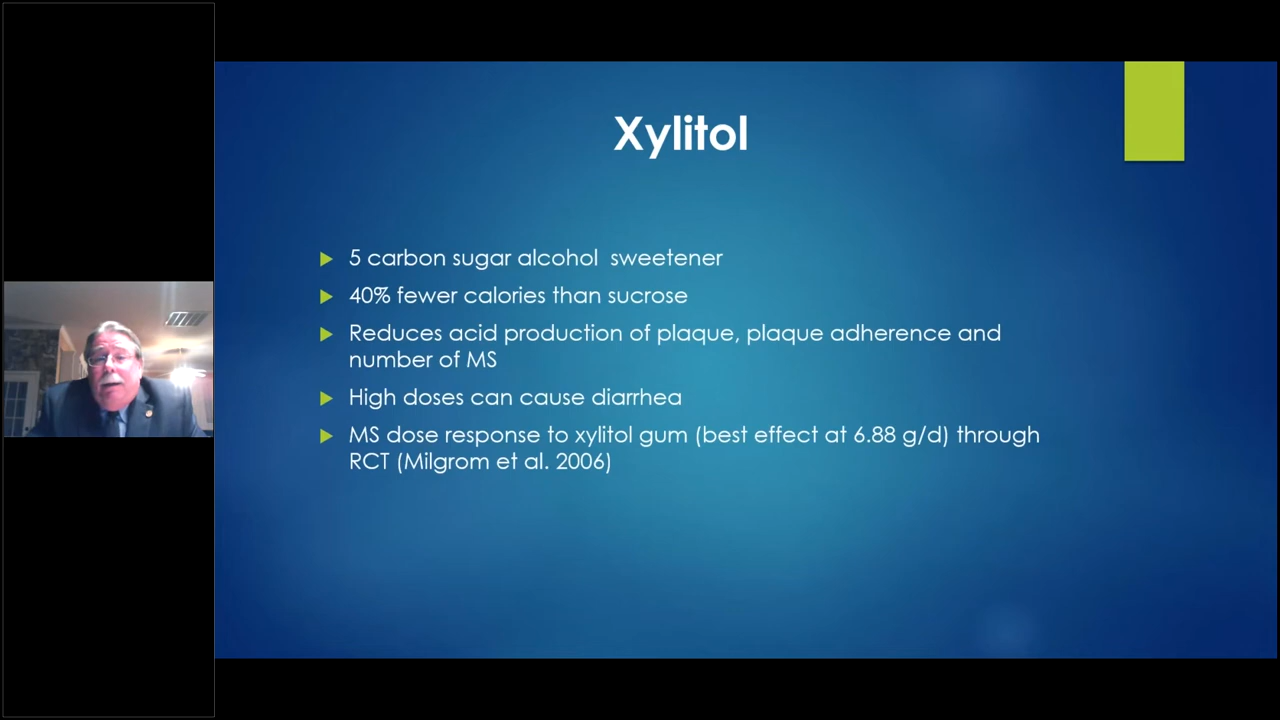 Xylitol
5 carbon sugar alcohol sweetener
40% fewer calories than sucrose
Reduces acid production of plaque, plaque adherence and
number of MS
High doses can cause diarrhea
MS dose response to xylitol gum (best effect at 6.88 g/d) through
RCT (Milgrom et al. 2006)